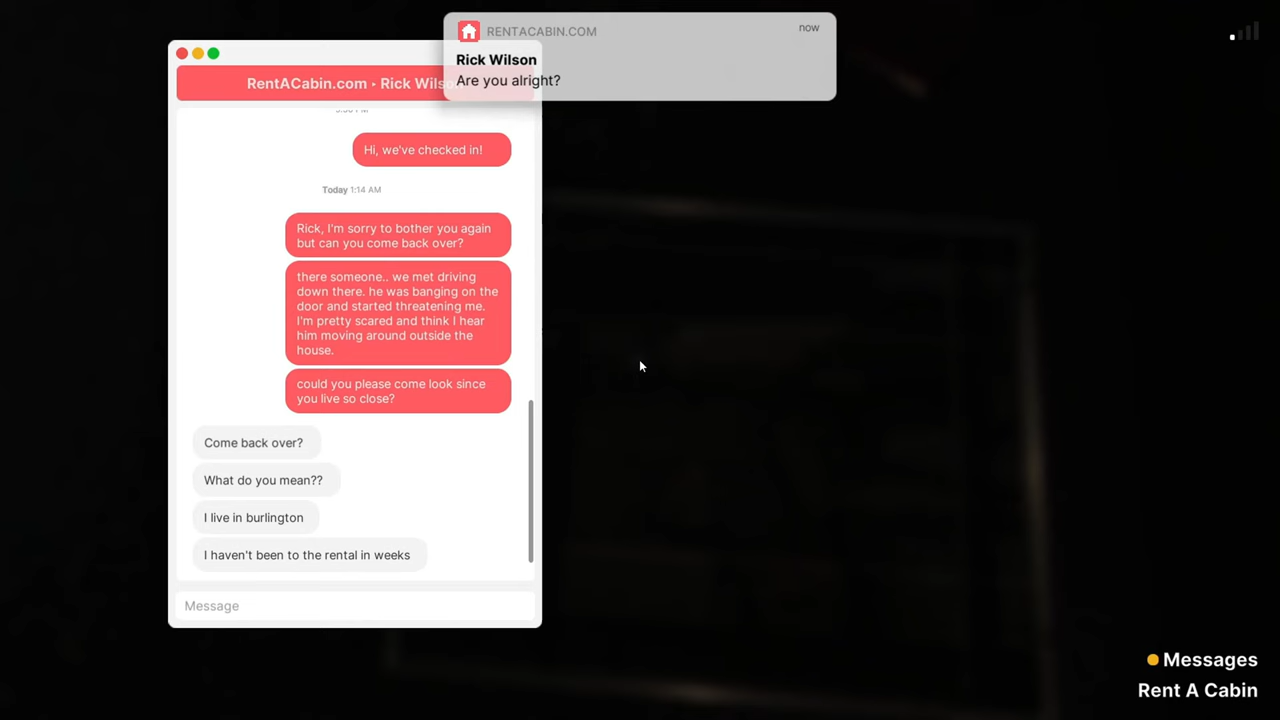 RENTACABIN.COM
now
Rick Wilson
Are you alright?
RentACabin.com • Rick Wilson
Hi, we've checked in!
Today 1:14 AM
Rick, I'm sorry to bother you again
but can you come back over?
there someone.. we met driving
down there. he was banging on the
door and started threatening me.
I'm pretty scared and think I hear
him moving around outside the
house.
could you please come look since
you live so close?
Come back over?
What do you mean??
I live in burlington
I haven't been to the rental in weeks
Message
Messages
Rent A Cabin